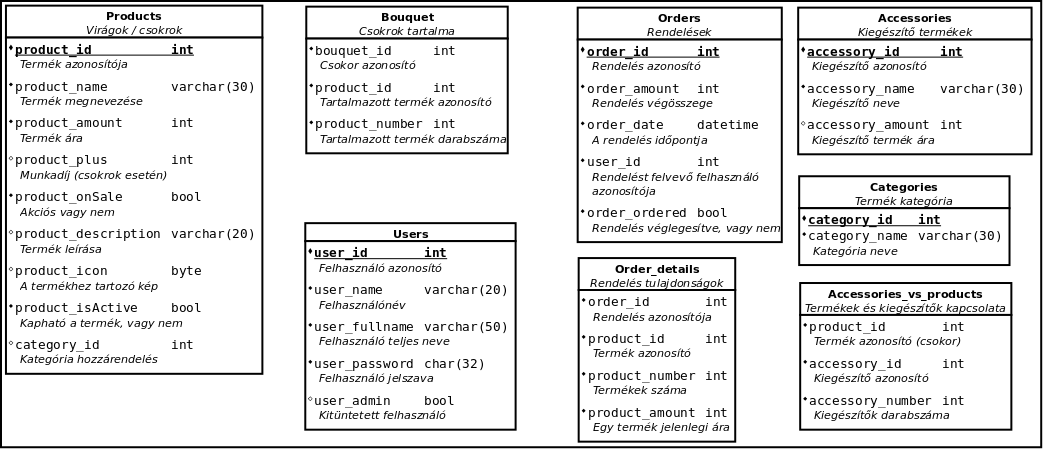 Products
Virágok / csokrok
product_id int
Termék azonosítója
product_name varchar(30)
Termék megnevezése
product_amount int
Termék ára
product_plus int
Munkadíj (csokrok esetén)
product_onSale bool
Akciós vagy nem
product_description varchar(20)
Termék leírása
product_icon byte
A termékhez tartozó kép
product_isActive bool
Kapható a termék, vagy nem
category_id int
Kategória hozzárendelés
Bouquet
Csokrok tartalma
bouquet_id int
Csokor azonosító
product_id int
Tartalmazott termék azonosító
product_number int
Tartalmazott termék darabszáma
Users
user_id int
Felhasználó azonosító
user_name varchar(20)
Felhasználónév
user_fullname varchar(50)
Felhasználó teljes neve
user_password char(32)
Felhasználó jelszava
user_admin bool
Kitüntetett felhasználó
Orders
Rendelések
order_id int
Rendelés azonosító
order_amount int
Rendelés végösszege
order_date datetime
A rendelés időpontja
user_id int
Rendelést felvevő felhasználó
azonosítója
order_ordered bool
Rendelés véglegesítve, vagy nem
Order_details
Rendelés tulajdonságok
order_id int
Rendelés azonosítója
product_id int
Termék azonosító
product_number int
Termékek száma
product_amount int
Egy termék jelenlegi ára
Accessories
Kiegészítő termékek
accessory_id int
Kiegészítő azonosító
accessory_name varchar(30)
Kiegészítő neve
accessory_amount int
Kiegészítő termék ára
Categories
Termék kategória
category_id int
category_name varchar(30)
Kategória neve
Accessories_vs_products
Termékek és kiegészítők kapcsolata
product_id int
Termék azonosító (csokor)
accessory_id int
Kiegészítő azonosító
accessory_number int
Kiegészítők darabszáma